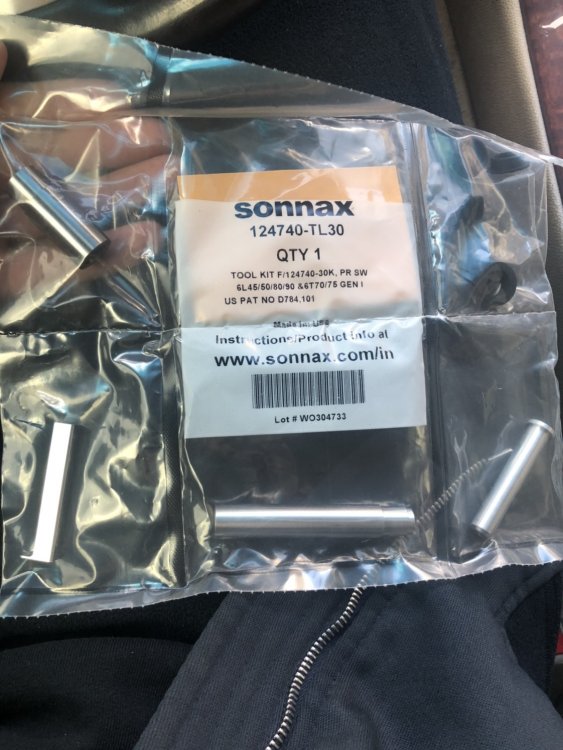 sonnax
124740-TL30
QTY 1
TOOL KIT F/124740-30K, PR SW
6L45/50/80/90 &6T70/75 GEN I
US PAT NO D784,101
Made in USA
Instructions/Product info at
www.sonnax.com/in
Lot # WO304733